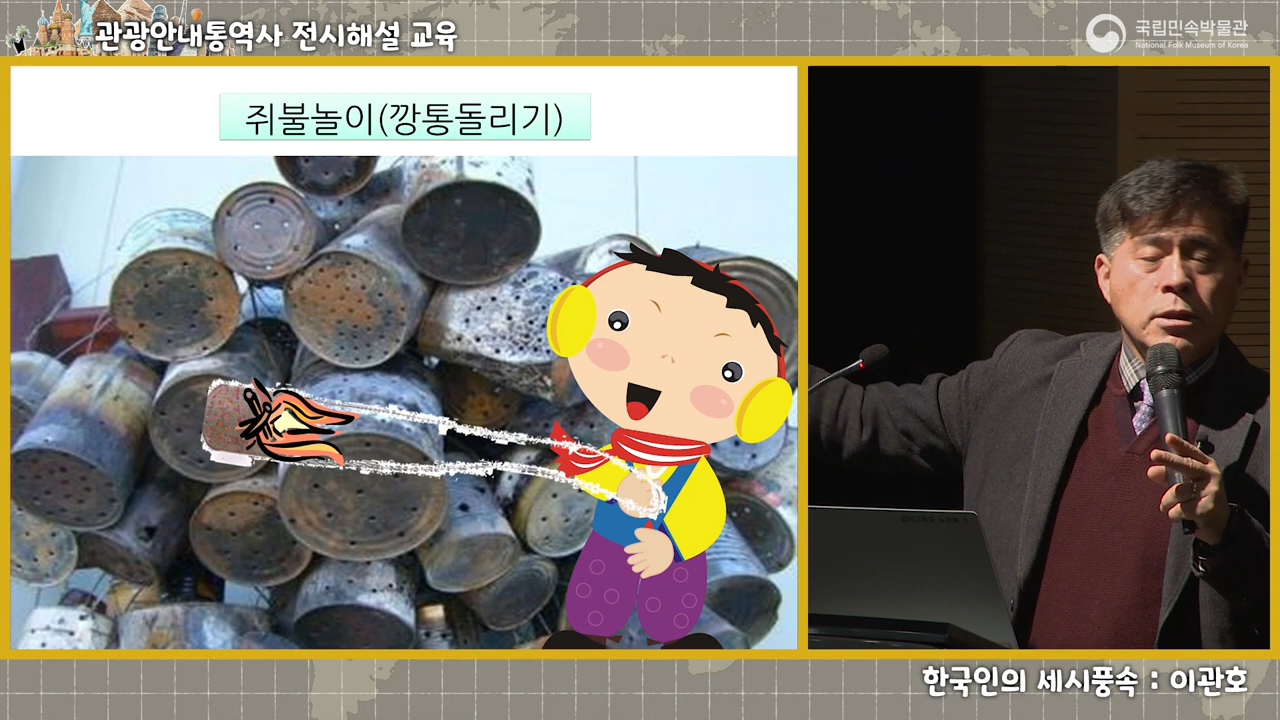 관광안내통역사 전시해설 교육
국립민속박물관
National Folk Museum of Korea
쥐불놀이(깡통돌리기)
한국인의 세시풍속 : 이관호